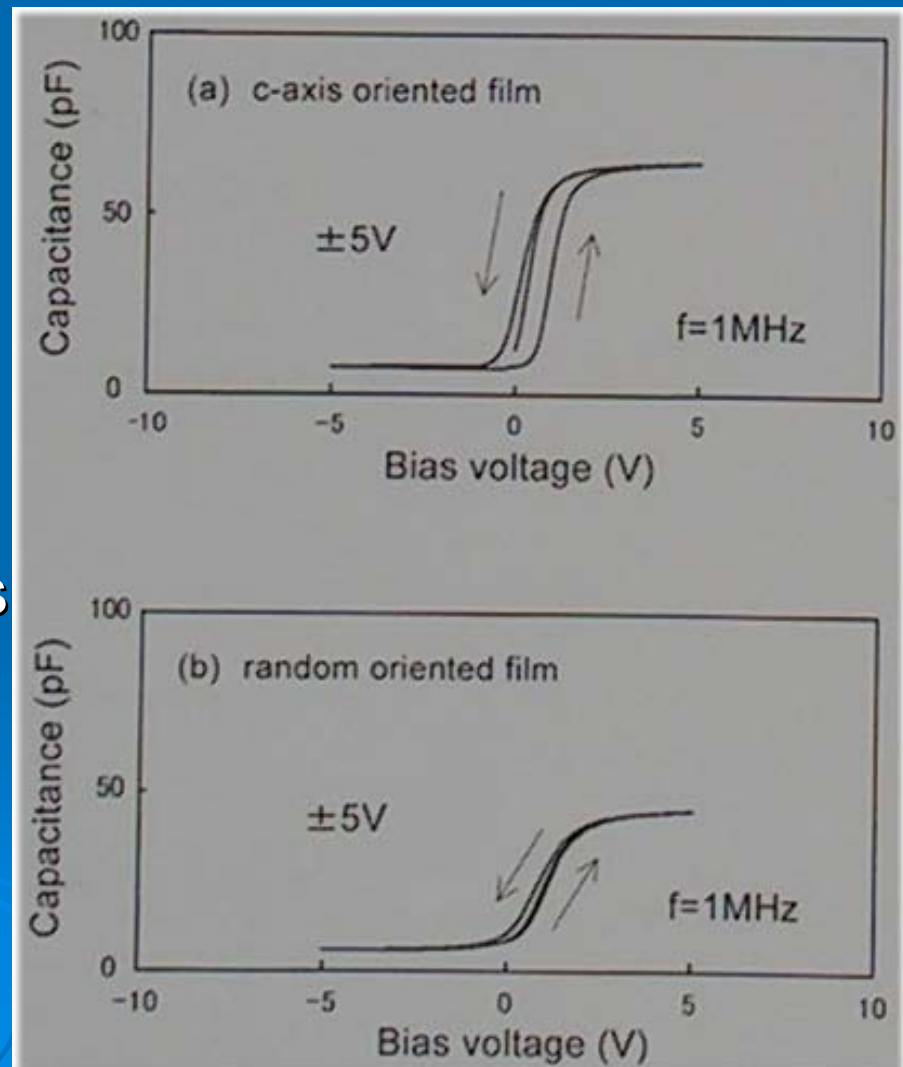 100
(a) c-axis oriented film
Capacitance (pF)
50
±5V
f=1MHz
0
-10 -5 0 5 10
Bias voltage (V)
s
100
(b) random oriented film
Capacitance (pF)
50
±5V
f=1MHz
0
-10 -5 0 5 10
Bias voltage (V)